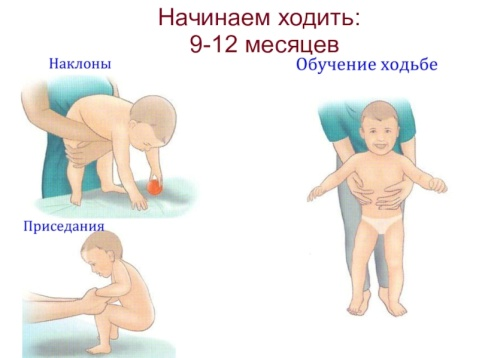 Начинаем ходить:
9-12 месяцев
Наклоны
Обучение ходьбе
Приседания